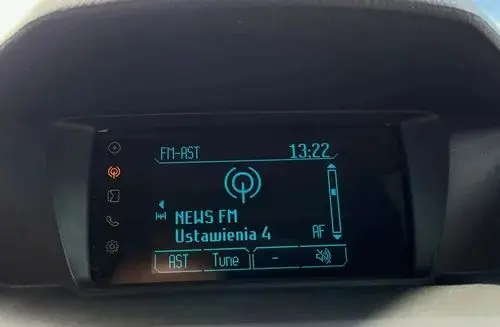 FM-AST 13:22
NEWS FM
Ustawienia 4 AF
AST Tune -